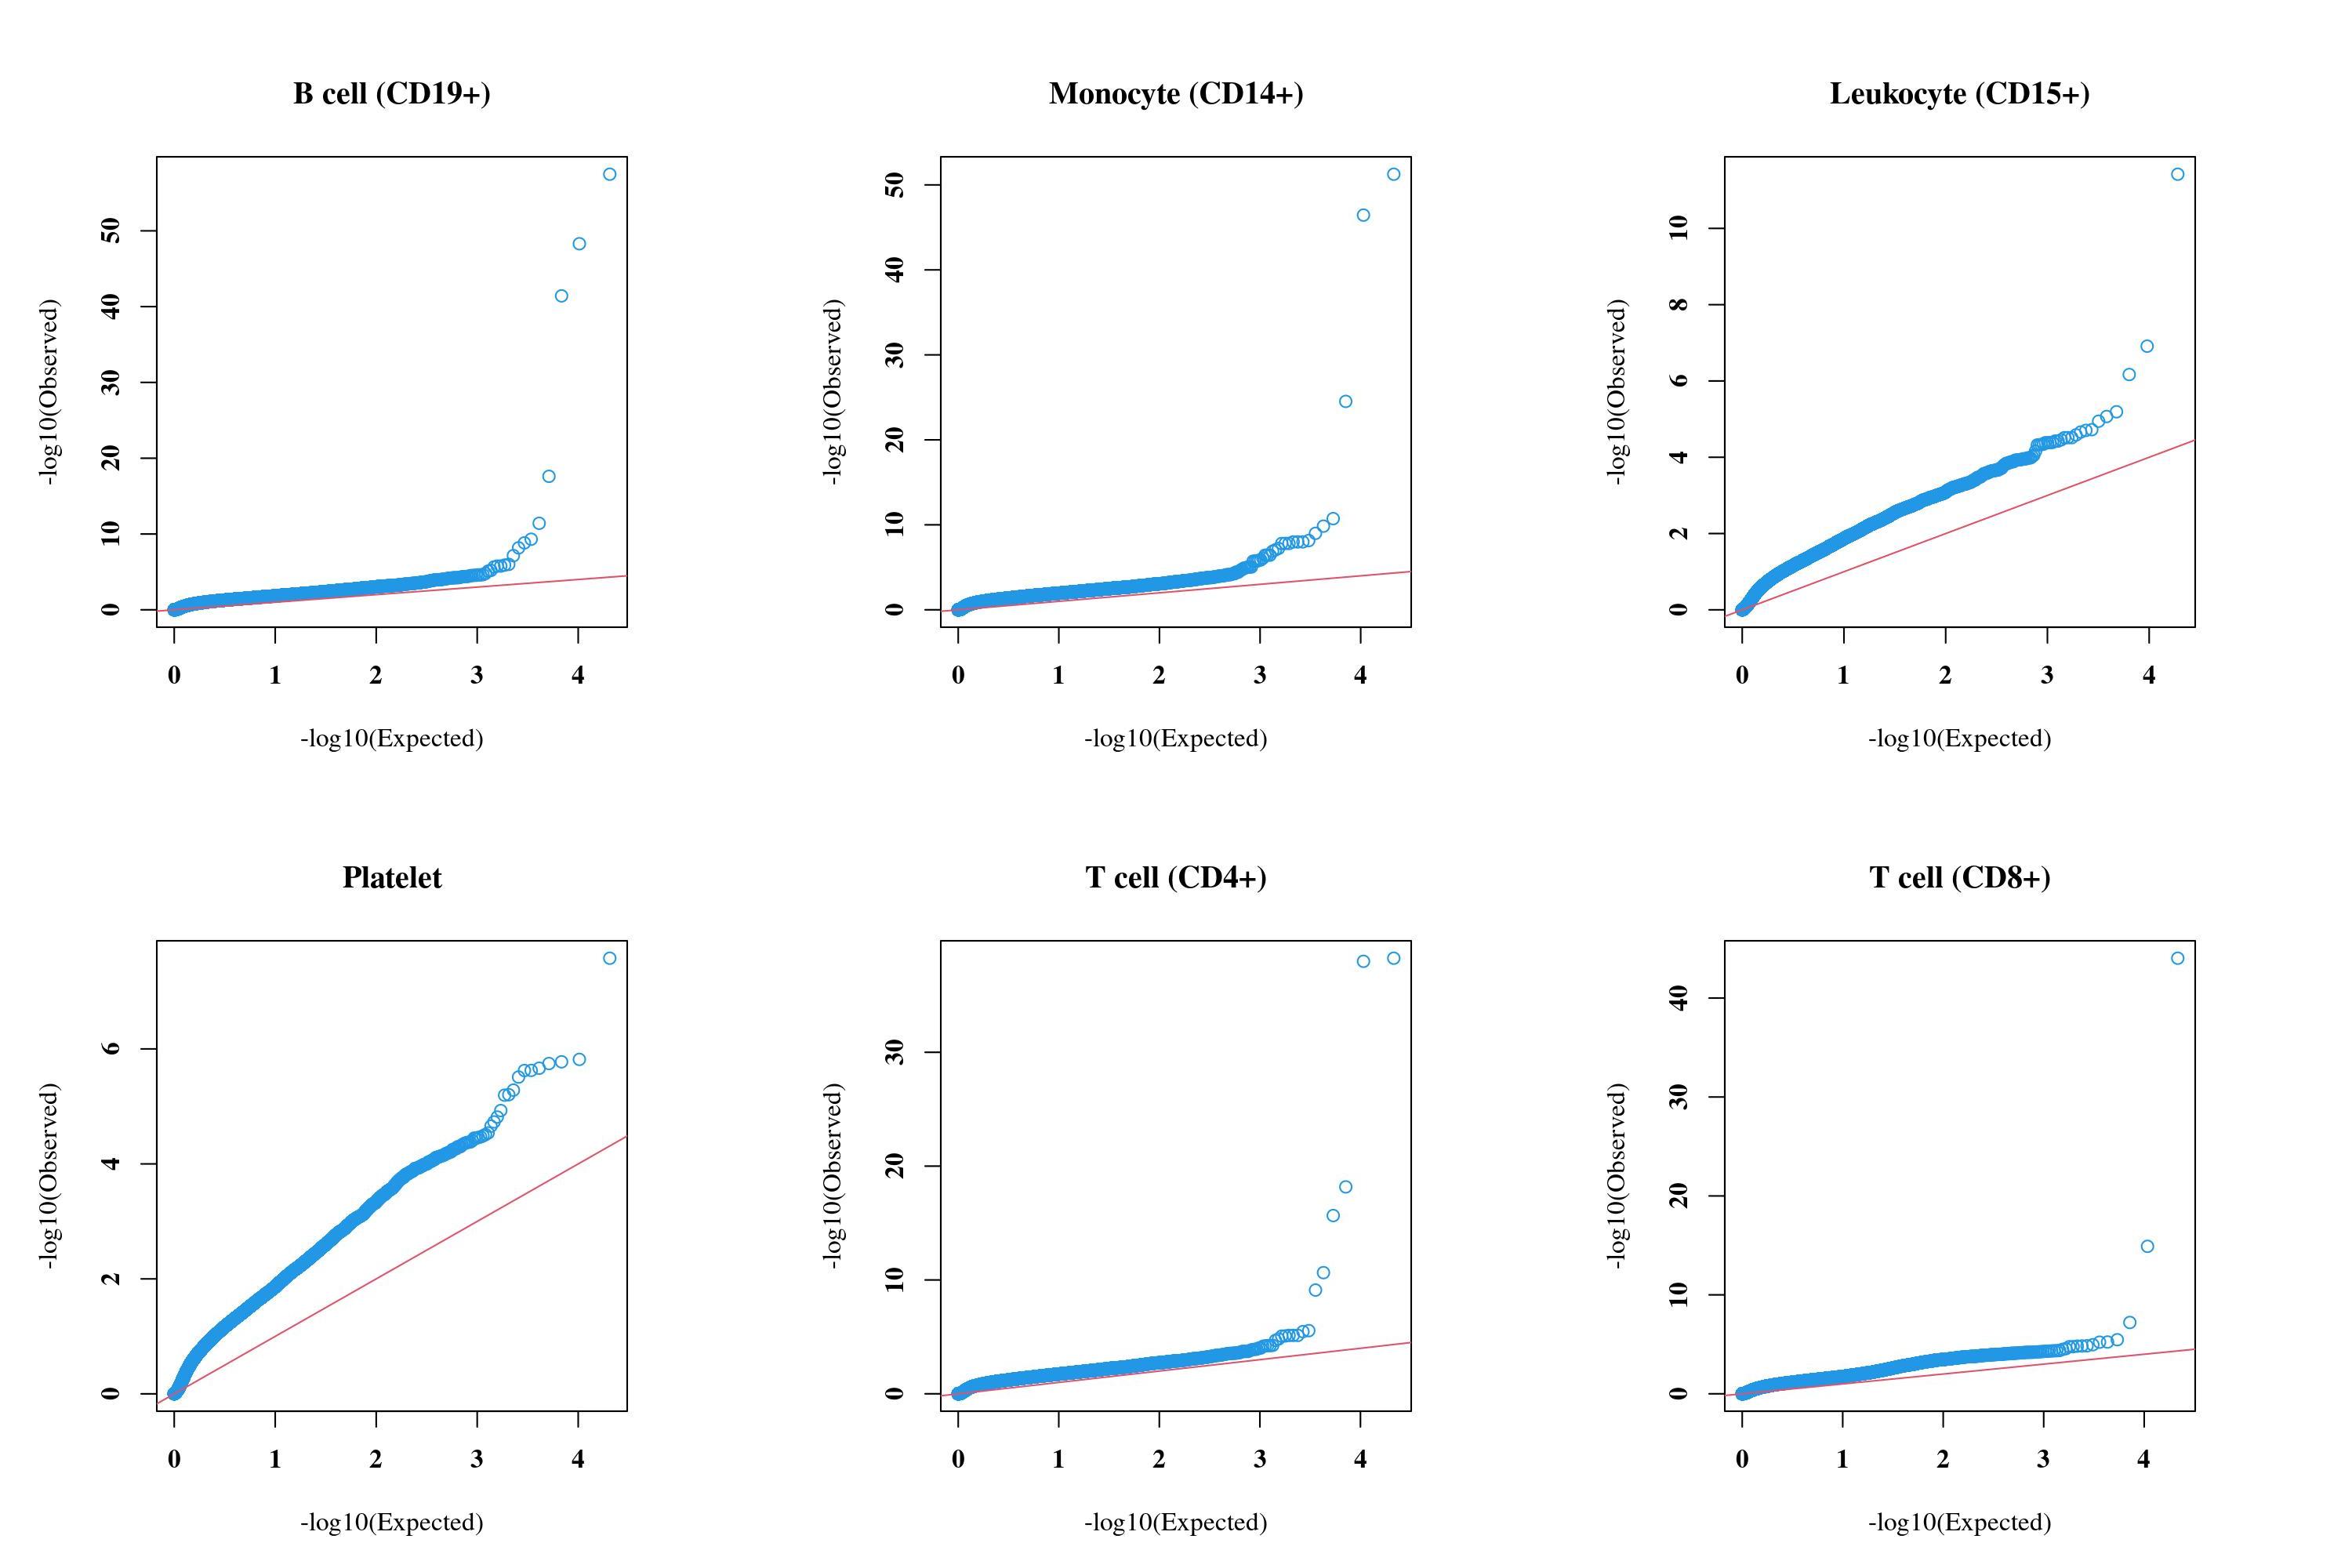 B cell (CD19+)
50
40
30
20
10
0
-log10(Observed)
0 1 2 3 4
-log10(Expected)
Monocyte (CD14+)
50
40
30
20
10
0
-log10(Observed)
0 1 2 3 4
-log10(Expected)
Leukocyte (CD15+)
10
8
6
4
2
0
-log10(Observed)
0 1 2 3 4
-log10(Expected)
Platelet
6
4
2
0
-log10(Observed)
0 1 2 3 4
-log10(Expected)
T cell (CD4+)
30
20
10
0
-log10(Observed)
0 1 2 3 4
-log10(Expected)
T cell (CD8+)
40
30
20
10
0
-log10(Observed)
0 1 2 3 4
-log10(Expected)